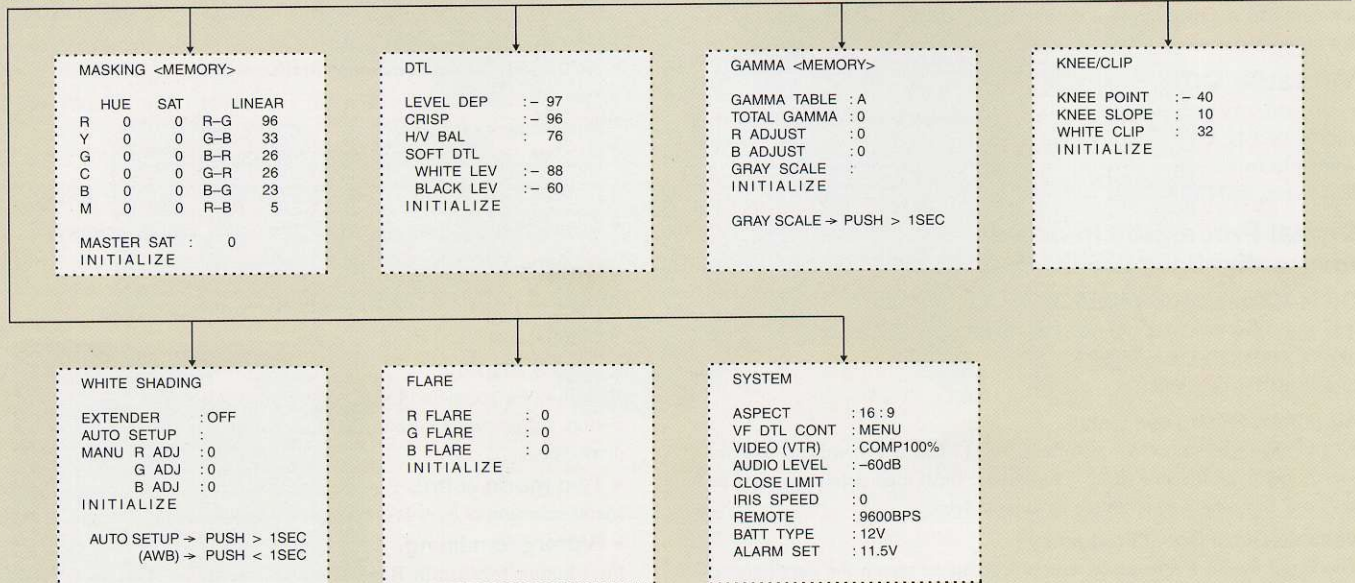 MASKING <MEMORY>
HUE SAT LINEAR
R 0 0 R–G 96
Y 0 0 G–B 33
G 0 0 B–R 26
C 0 0 G–R 26
B 0 0 B–G 23
M 0 0 R–B 5
MASTER SAT : 0
INITIALIZE
DTL
LEVEL DEP :– 97
CRISP :– 96
H/V BAL : 76
SOFT DTL
WHITE LEV :– 88
BLACK LEV :– 60
INITIALIZE
GAMMA <MEMORY>
GAMMA TABLE : A
TOTAL GAMMA : 0
R ADJUST : 0
B ADJUST : 0
GRAY SCALE :
INITIALIZE
GRAY SCALE → PUSH > 1SEC
KNEE/CLIP
KNEE POINT :– 40
KNEE SLOPE : 10
WHITE CLIP : 32
INITIALIZE
WHITE SHADING
EXTENDER : OFF
AUTO SETUP :
MANU R ADJ : 0
G ADJ : 0
B ADJ : 0
INITIALIZE
AUTO SETUP → PUSH > 1SEC
(AWB) → PUSH < 1SEC
FLARE
R FLARE : 0
G FLARE : 0
B FLARE : 0
INITIALIZE
SYSTEM
ASPECT : 16 : 9
VF DTL CONT : MENU
VIDEO (VTR) : COMP100%
AUDIO LEVEL : –60dB
CLOSE LIMIT
IRIS SPEED : 0
REMOTE : 9600BPS
BATT TYPE : 12V
ALARM SET : 11.5V